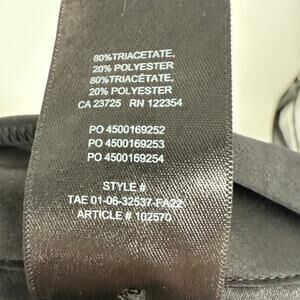 80%TRIACETATE,
20% POLYESTER
80%TRIACÉTATE,
20% POLYESTER
CA 23725 RN 122354
PO 4500169252
PO 4500169253
PO 4500169254
STYLE #
TAE 01-06-32537-FA22
ARTICLE # 102570